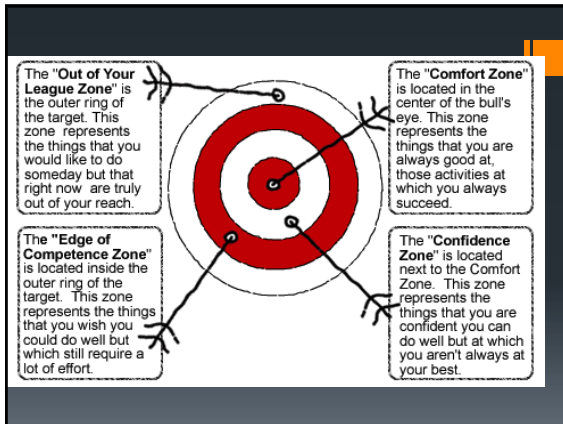 The "Out of Your
League Zone" is
the outer ring of
the target. This
zone represents
the things that you
would like to do
someday but that
right now are truly
out of your reach.
The "Comfort Zone"
is located in the
center of the bull's
eye. This zone
represents the
things that you are
always good at,
those activities at
which you always
succeed.
The "Edge of
Competence Zone"
is located inside the
outer ring of the
target. This zone
represents the things
that you wish you
could do well but
which still require a
lot of effort.
The "Confidence
Zone" is located
next to the Comfort
Zone. This zone
represents the
things that you are
confident you can
do well but at which
you aren't always at
your best.